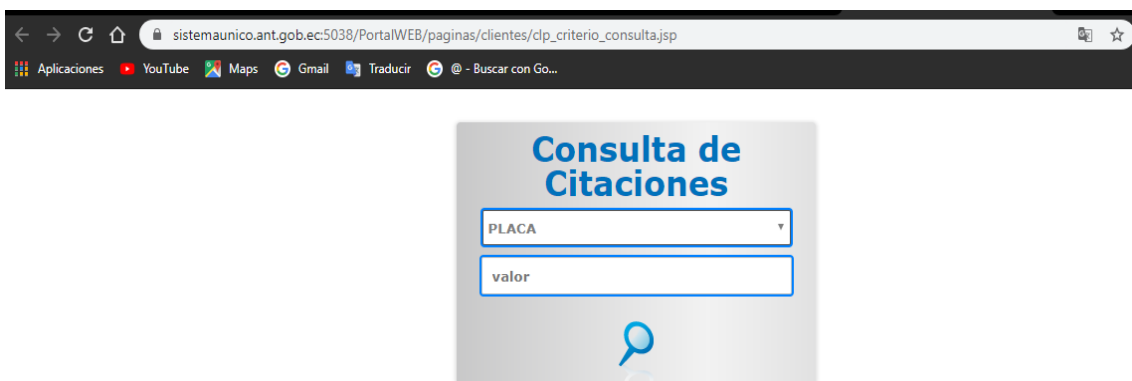 sistemaunico.ant.gob.ec:5038/PortalWEB/paginas/clientes/clp_criterio_consulta.jsp
Aplicaciones YouTube Maps Gmail Traducir @ - Buscar con Go...
Consulta de
Citaciones
PLACA
valor